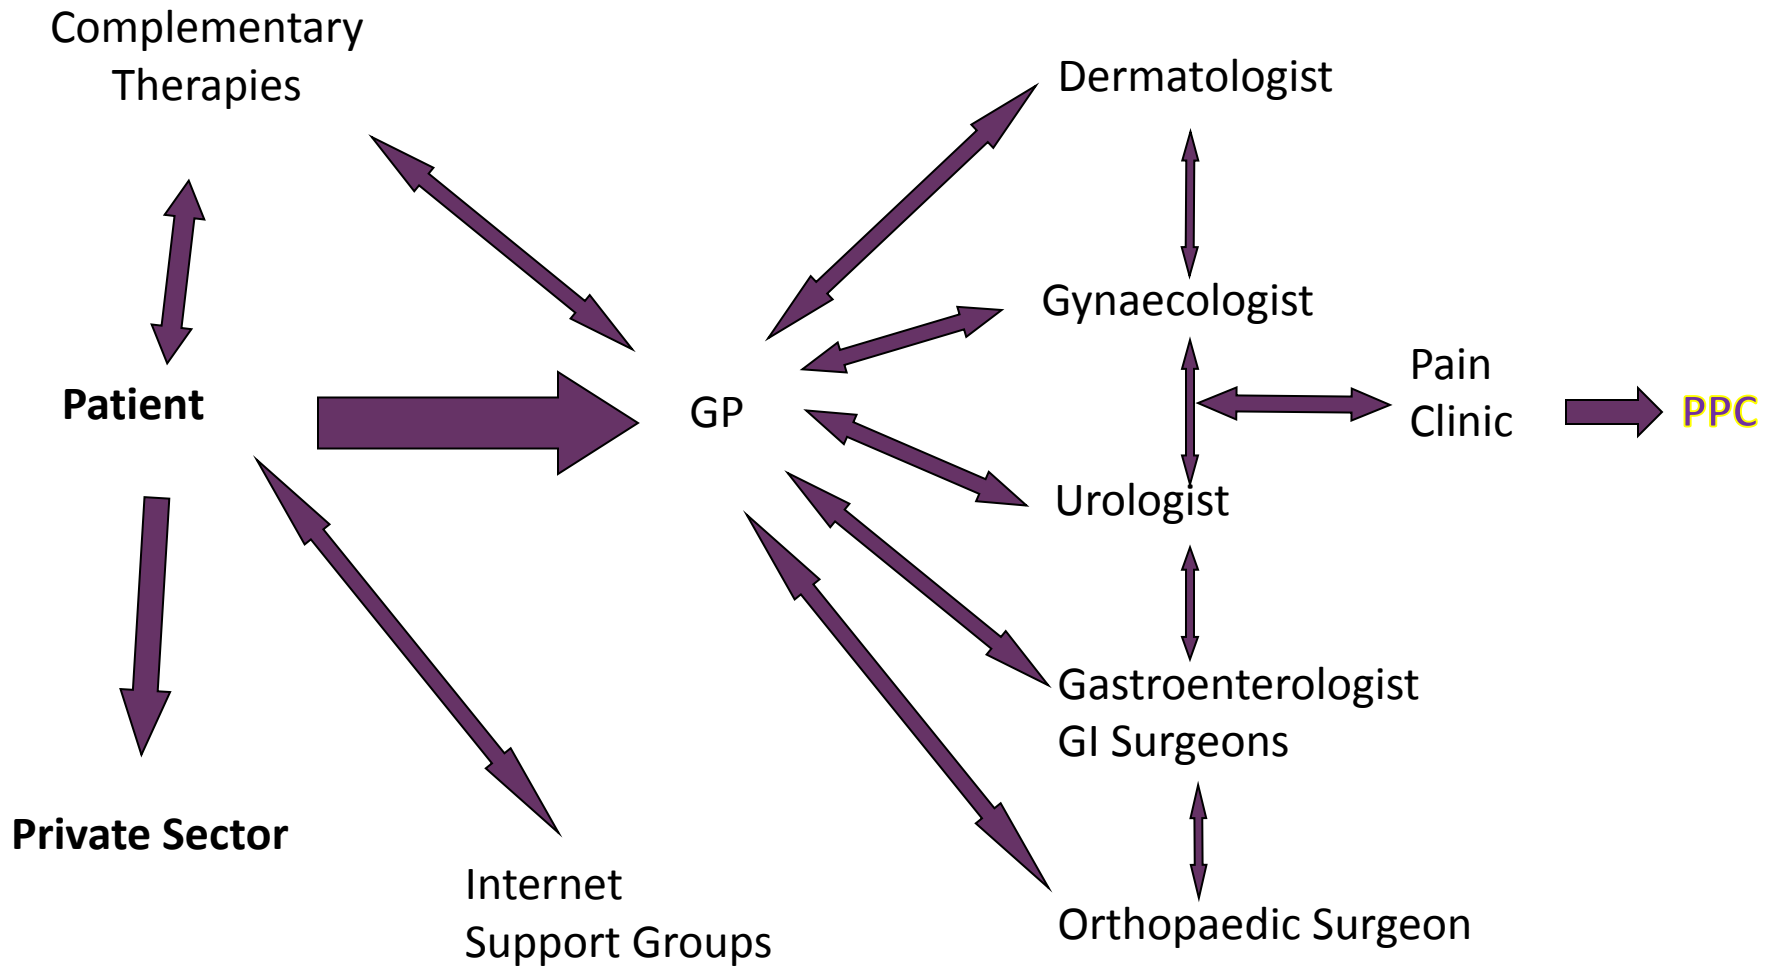 Complementary
Therapies
Dermatologist
Gynaecologist
Pain
Clinic
PPC
Patient
GP
Urologist
Gastroenterologist
GI Surgeons
Private Sector
Internet
Support Groups
Orthopaedic Surgeon